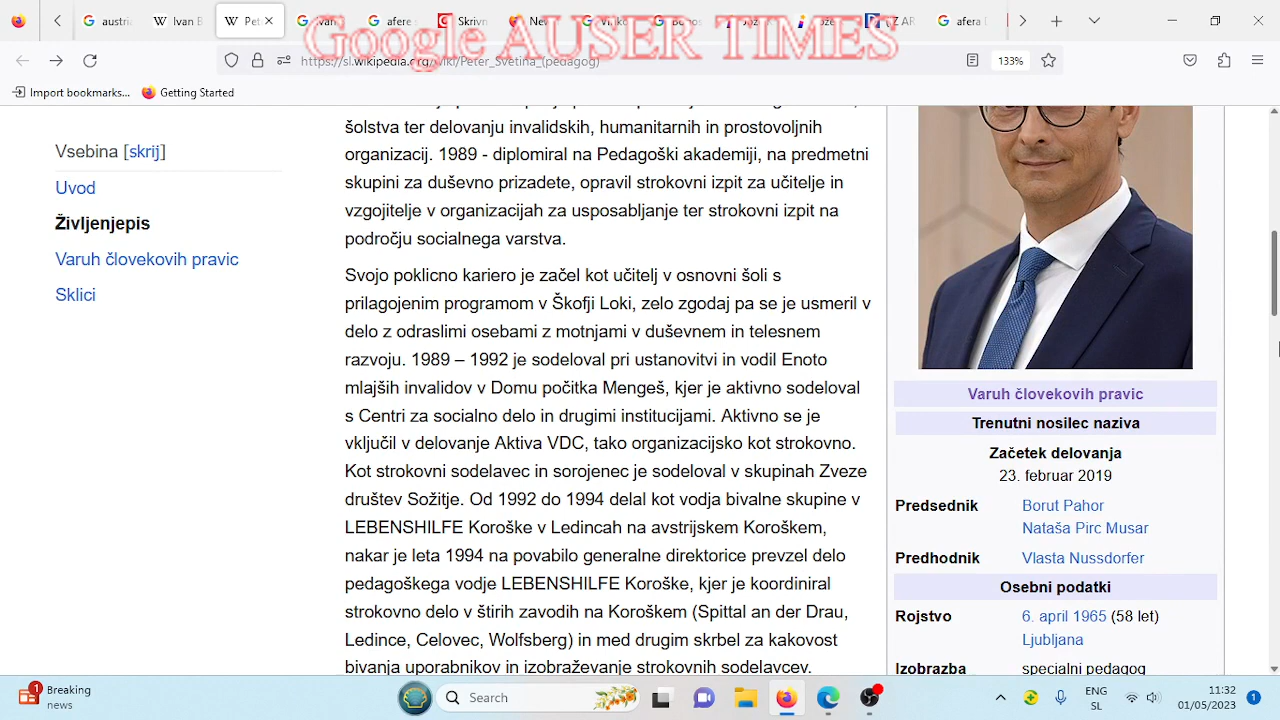 austri
Ivan B
Pet
afere
Skrivn
Nev
afera (
Google AUSER TIMES
https://sl.wikipedia.org/wiki/Peter_Svetina_(pedagog)
133%
Import bookmarks...
Getting Started
Vsebina [skrij]
Uvod
Življenjepis
Varuh človekovih pravic
Sklici
šolstva ter delovanju invalidskih, humanitarnih in prostovoljnih
organizacij. 1989 - diplomiral na Pedagoški akademiji, na predmetni
skupini za duševno prizadete, opravil strokovni izpit za učitelje in
vzgojitelje v organizacijah za usposabljanje ter strokovni izpit na
področju socialnega varstva.
Svojo poklicno kariero je začel kot učitelj v osnovni šoli s
prilagojenim programom v Škofji Loki, zelo zgodaj pa se je usmeril v
delo z odraslimi osebami z motnjami v duševnem in telesnem
razvoju. 1989 – 1992 je sodeloval pri ustanovitvi in vodil Enoto
mlajših invalidov v Domu počitka Mengeš, kjer je aktivno sodeloval
s Centri za socialno delo in drugimi institucijami. Aktivno se je
vključil v delovanje Aktiva VDC, tako organizacijsko kot strokovno.
Kot strokovni sodelavec in sorojenec je sodeloval v skupinah Zveze
društev Sožitje. Od 1992 do 1994 delal kot vodja bivalne skupine v
LEBENSHILFE Koroške v Ledincah na avstrijskem Koroškem,
nakar je leta 1994 na povabilo generalne direktorice prevzel delo
pedagoškega vodje LEBENSHILFE Koroške, kjer je koordiniral
strokovno delo v štirih zavodih na Koroškem (Spittal an der Drau,
Ledince, Celovec, Wolfsberg) in med drugim skrbel za kakovost
bivanja uporabnikov in izobraževanje strokovnih sodelavcev.
Varuh človekovih pravic
Trenutni nosilec naziva
Začetek delovanja
23. februar 2019
Predsednik Borut Pahor
Nataša Pirc Musar
Predhodnik Vlasta Nussdorfer
Osebni podatki
Rojstvo 6. april 1965 (58 let)
Ljubljana
Izobrazba specialni pedagog
1 Breaking
news
Search
ENG
SL
11:32
01/05/2023
1